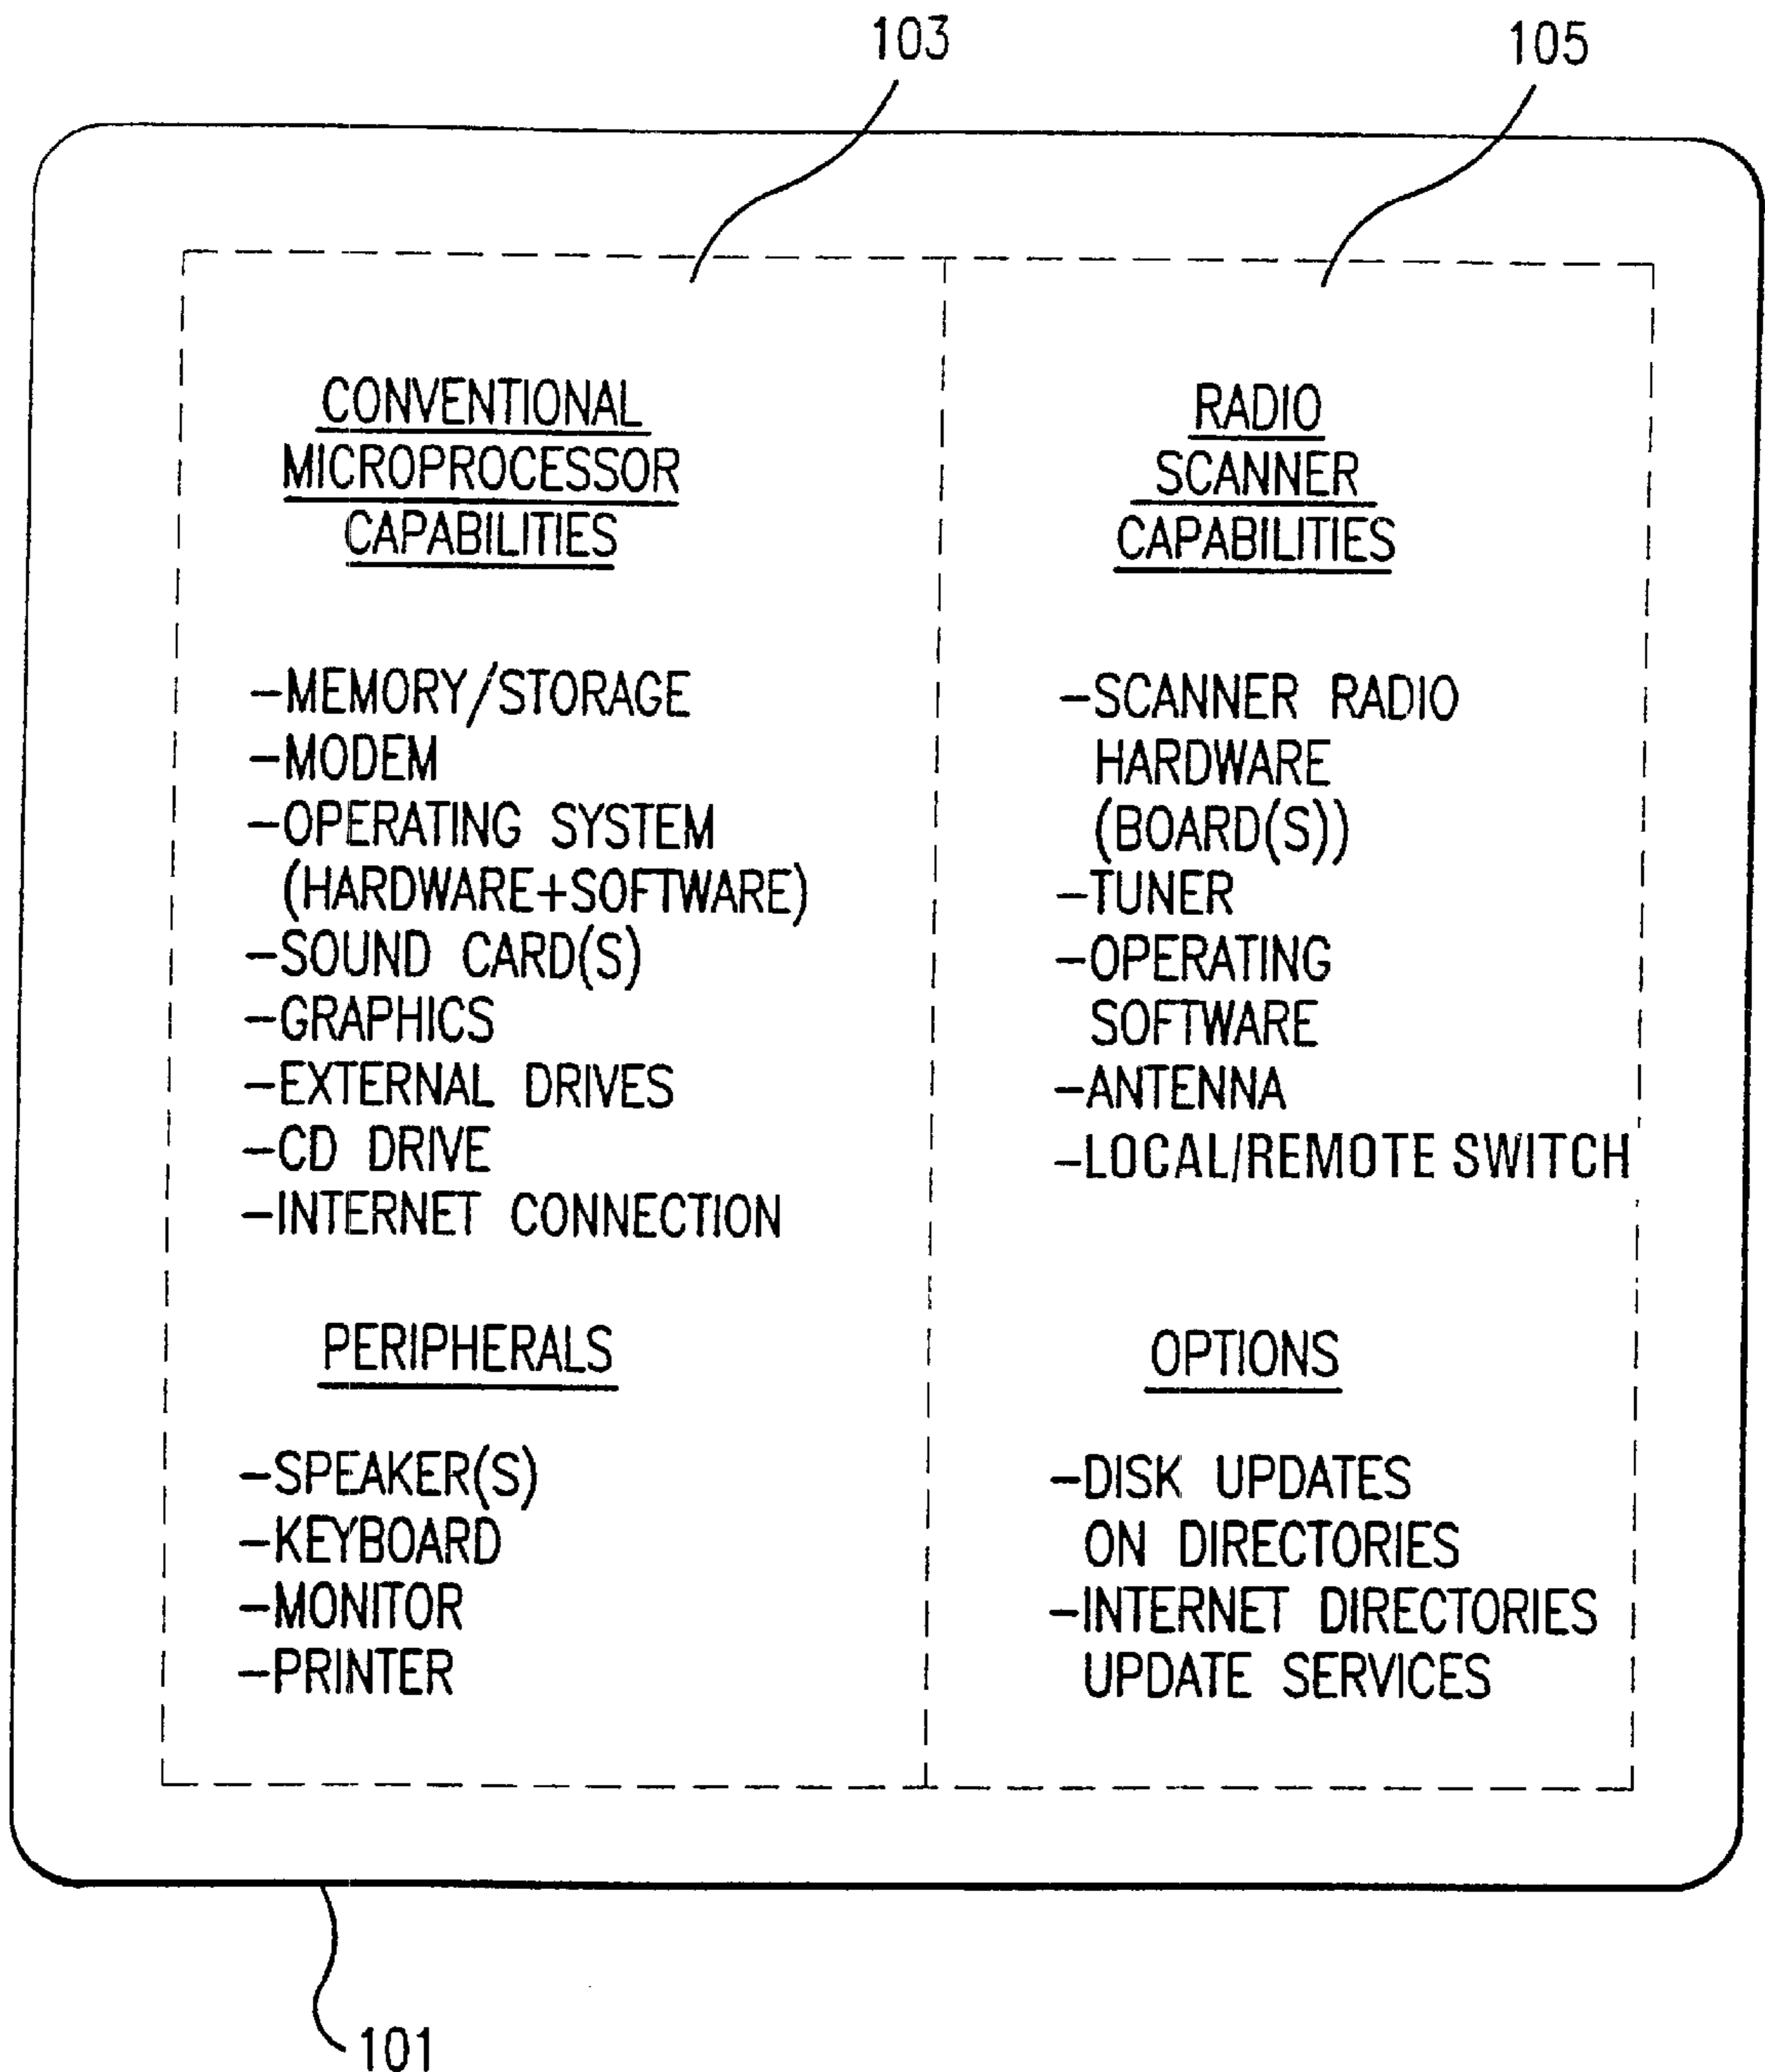 103
105
CONVENTIONAL
MICROPROCESSOR
CAPABILITIES
-MEMORY/STORAGE
-MODEM
-OPERATING SYSTEM
(HARDWARE+SOFTWARE)
-SOUND CARD(S)
-GRAPHICS
-EXTERNAL DRIVES
-CD DRIVE
-INTERNET CONNECTION
PERIPHERALS
-SPEAKER(S)
-KEYBOARD
-MONITOR
-PRINTER
RADIO
SCANNER
CAPABILITIES
-SCANNER RADIO
HARDWARE
(BOARD(S))
-TUNER
-OPERATING
SOFTWARE
-ANTENNA
-LOCAL/REMOTE SWITCH
OPTIONS
-DISK UPDATES
ON DIRECTORIES
-INTERNET DIRECTORIES
UPDATE SERVICES
101